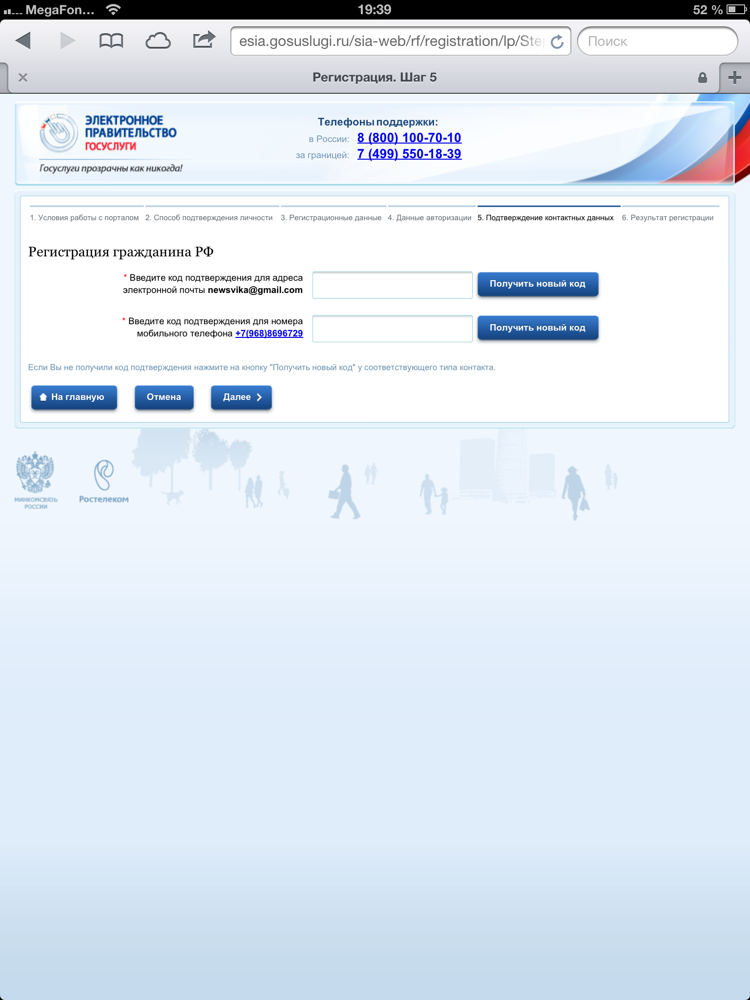 MegaFon... 19:39 52 %
esia.gosuslugi.ru/sia-web/rf/registration/lp/Step Поиск
Регистрация. Шаг 5
ЭЛЕКТРОННОЕ
ПРАВИТЕЛЬСТВО
ГОСУСЛУГИ
Госуслуги прозрачны как никогда!
Телефоны поддержки:
в России: 8 (800) 100-70-10
за границей: 7 (499) 550-18-39
1. Условия работы с порталом 2. Способ подтверждения личности 3. Регистрационные данные 4. Данные авторизации 5. Подтверждение контактных данных 6. Результат регистрации
Регистрация гражданина РФ
* Введите код подтверждения для адреса
электронной почты newsvika@gmail.com
Получить новый код
* Введите код подтверждения для номера
мобильного телефона +7(968)8696729
Получить новый код
Если Вы не получили код подтверждения нажмите на кнопку "Получить новый код" у соответствующего типа контакта.
На главную Отмена Далее
МИНКОМСВЯЗЬ
РОССИИ
Ростелеком